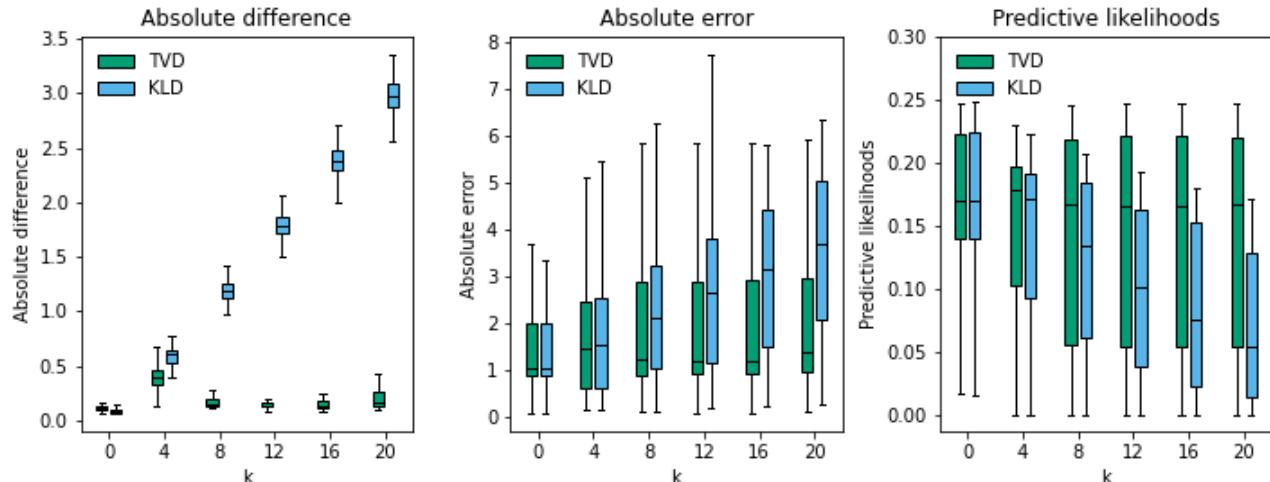 Absolute difference
Absolute difference
3.5
3.0
2.5
2.0
1.5
1.0
0.5
0.0
TVD
KLD
0 4 8 12 16 20
k
Absolute error
Absolute error
8
7
6
5
4
3
2
1
0
TVD
KLD
0 4 8 12 16 20
k
Predictive likelihoods
Predictive likelihoods
0.30
0.25
0.20
0.15
0.10
0.05
0.00
TVD
KLD
0 4 8 12 16 20
k